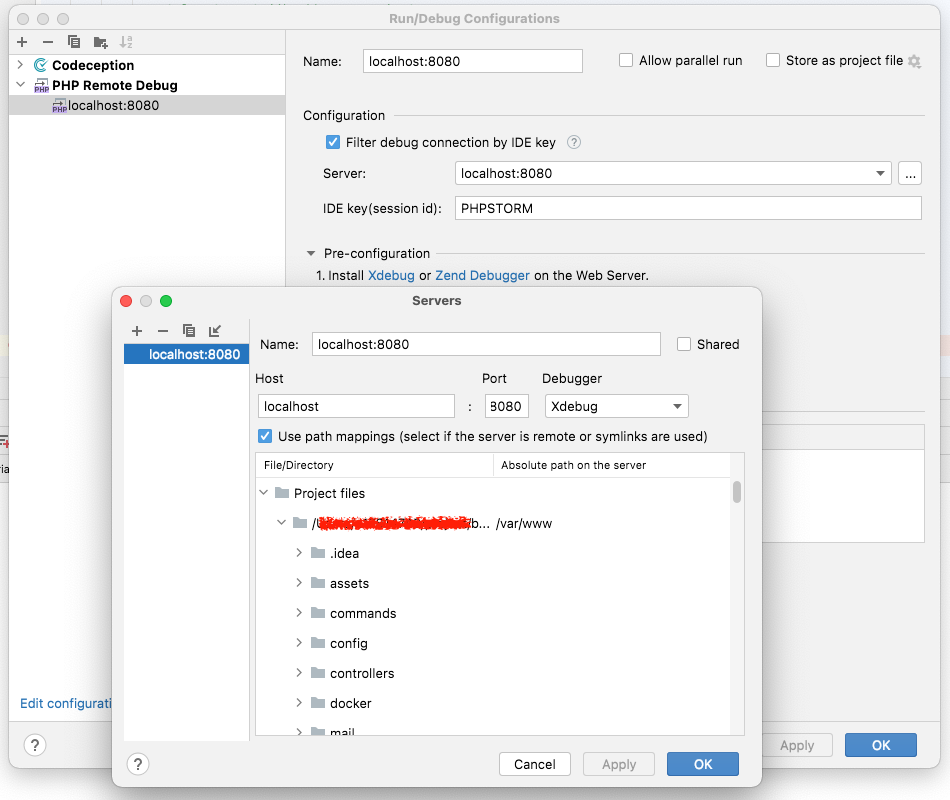 Run/Debug Configurations
Codeception
PHP Remote Debug
localhost:8080
Name: localhost:8080
Allow parallel run
Store as project file
Configuration
Filter debug connection by IDE key ?
Server: localhost:8080 ...
IDE key(session id): PHPSTORM
Pre-configuration
1. Install Xdebug or Zend Debugger on the Web Server.
Servers
localhost:8080
Name: localhost:8080
Shared
Host Port Debugger
localhost : 8080 Xdebug
Use path mappings (select if the server is remote or symlinks are used)
File/Directory Absolute path on the server
Project files
b... /var/www
.idea
assets
commands
config
controllers
docker
mail
? Cancel Apply OK
Edit configurati
? Apply OK